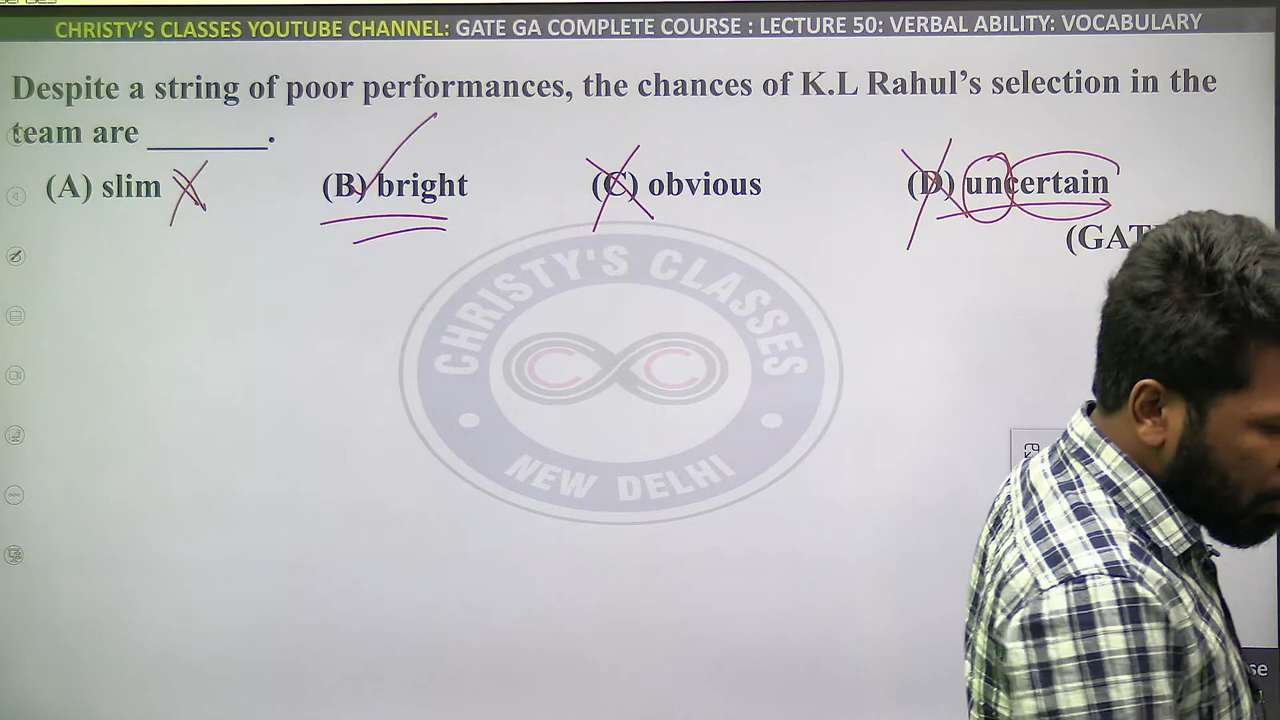 CHRISTY’S CLASSES YOUTUBE CHANNEL: GATE GA COMPLETE COURSE : LECTURE 50: VERBAL ABILITY: VOCABULARY
Despite a string of poor performances, the chances of K.L Rahul’s selection in the
team are ________.
(A) slim (B) bright (C) obvious (D) uncertain
CHRISTY'S CLASSES
CC
NEW DELHI